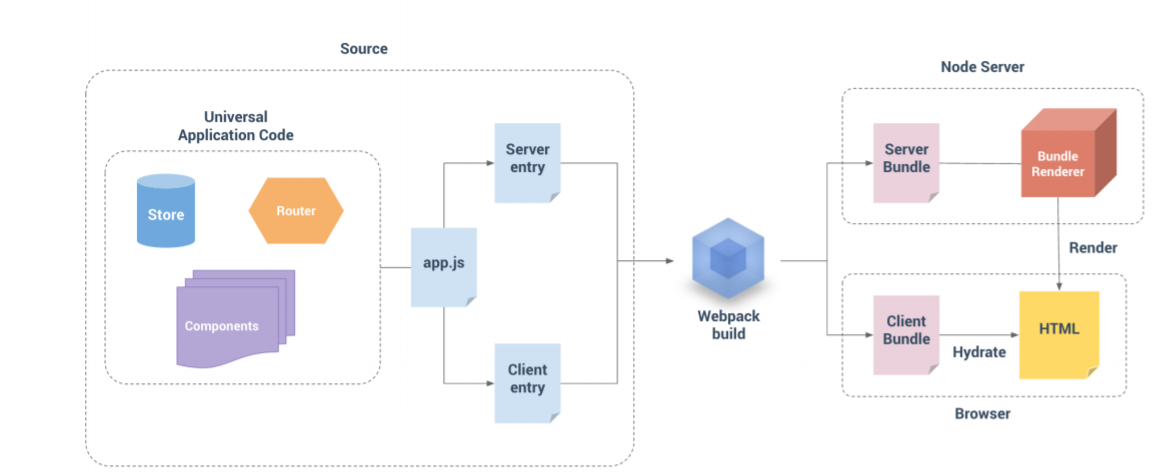 Source
Universal
Application Code
Store
Router
Components
app.js
Server
entry
Client
entry
Webpack
build
Node Server
Server
Bundle
Bundle
Renderer
Render
Client
Bundle
Hydrate
HTML
Browser